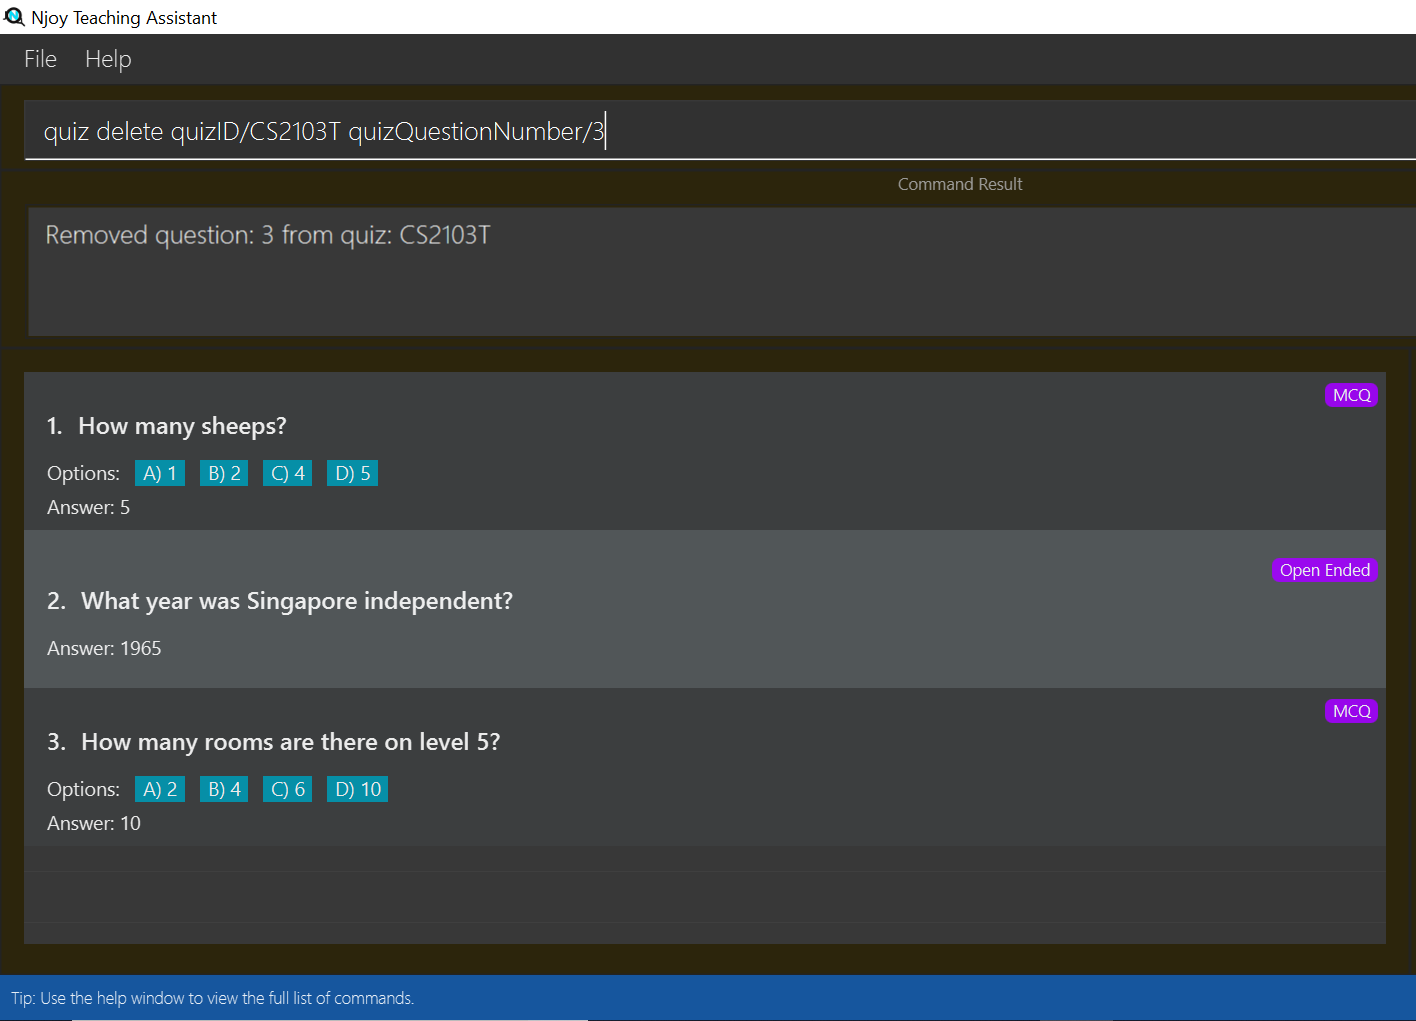 Njoy Teaching Assistant
File Help
quiz delete quizID/CS2103T quizQuestionNumber/3
Command Result
Removed question: 3 from quiz: CS2103T
MCQ
1. How many sheeps?
Options: A) 1 B) 2 C) 4 D) 5
Answer: 5
Open Ended
2. What year was Singapore independent?
Answer: 1965
MCQ
3. How many rooms are there on level 5?
Options: A) 2 B) 4 C) 6 D) 10
Answer: 10
Tip: Use the help window to view the full list of commands.